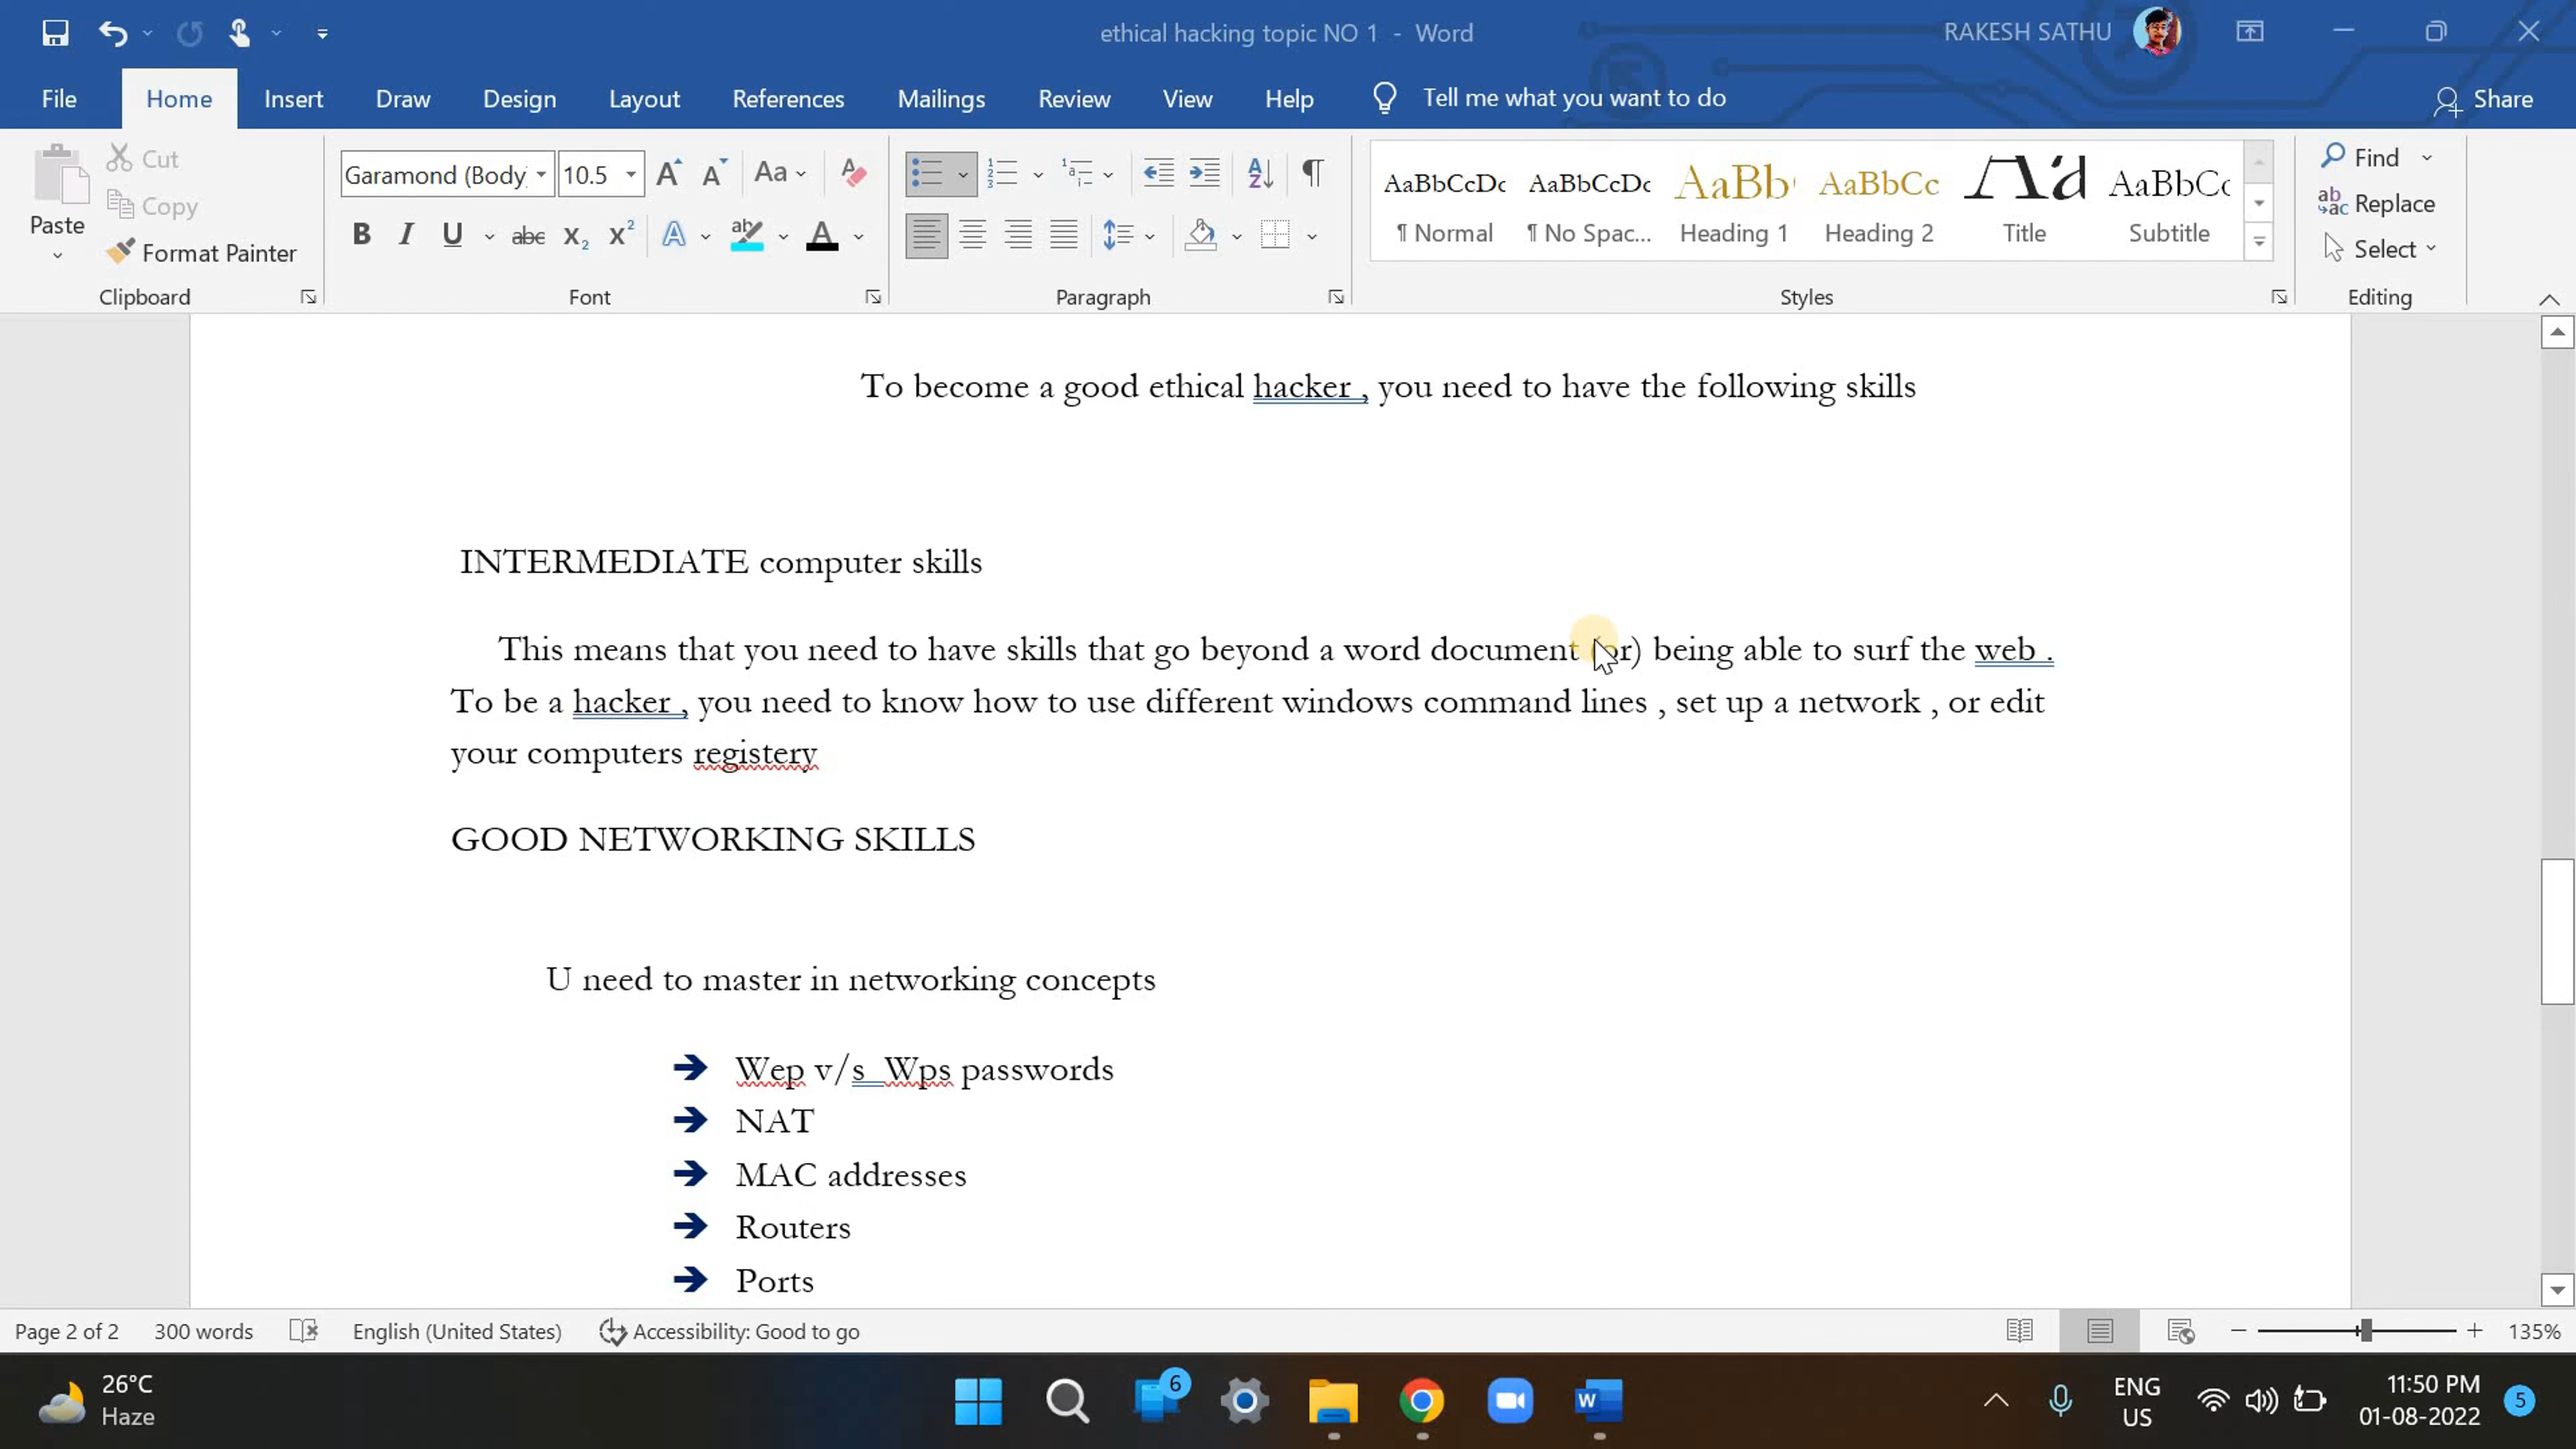 ethical hacking topic NO 1 - Word
RAKESH SATHU
File Home Insert Draw Design Layout References Mailings Review View Help Tell me what you want to do Share
Paste
Cut
Copy
Format Painter
Clipboard
Garamond (Body 10.5
Font
Paragraph
AaBbCcDc AaBbCcDc AaBb AaBbCc Aa AaBbCc
¶ Normal ¶ No Spac... Heading 1 Heading 2 Title Subtitle
Styles
Find
Replace
Select
Editing
To become a good ethical hacker , you need to have the following skills
INTERMEDIATE computer skills
This means that you need to have skills that go beyond a word document (or) being able to surf the web .
To be a hacker , you need to know how to use different windows command lines , set up a network , or edit
your computers registery
GOOD NETWORKING SKILLS
U need to master in networking concepts
➔ Wep v/s Wps passwords
➔ NAT
➔ MAC addresses
➔ Routers
➔ Ports
Page 2 of 2 300 words English (United States) Accessibility: Good to go 135%
26°C
Haze
6
ENG
US
11:50 PM
01-08-2022
5